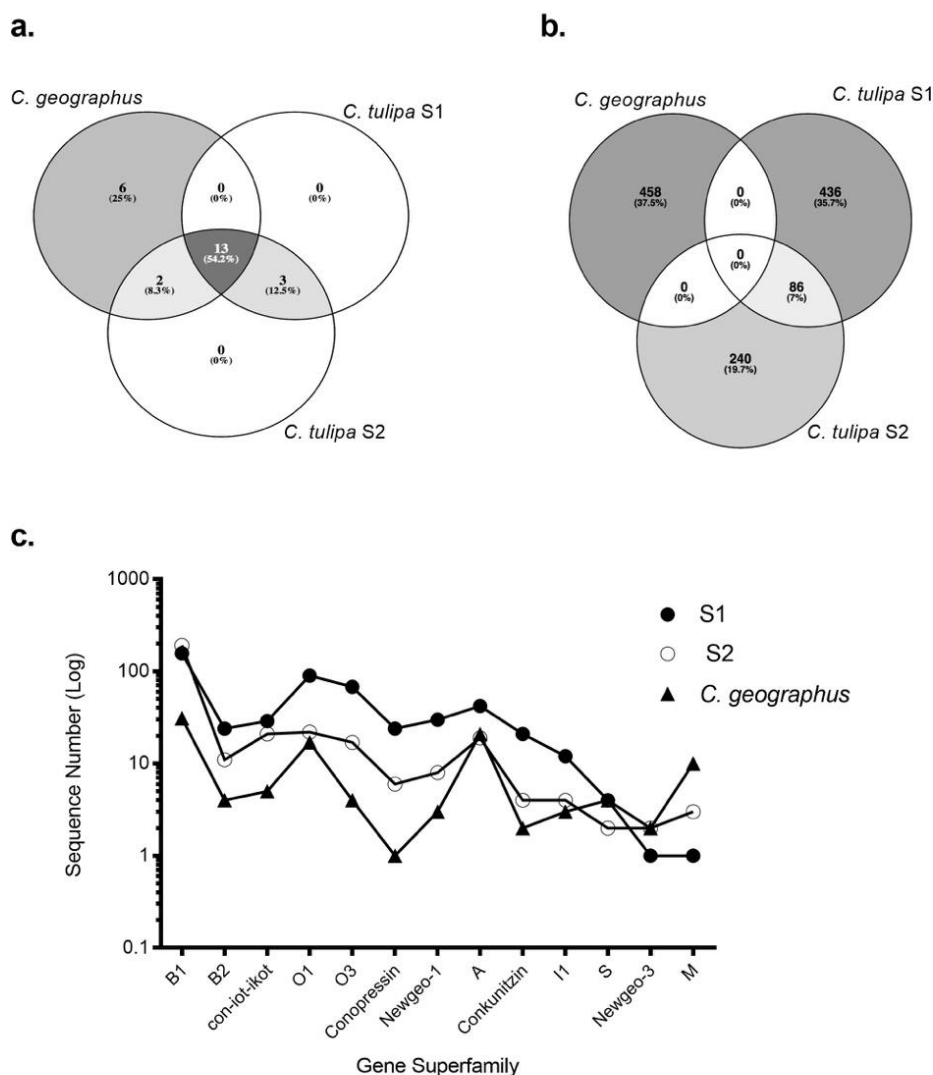 a.
C. geographus
C. tulipa S1
6
(25%)
0
(0%)
0
(0%)
13
(54.2%)
2
(8.3%)
3
(12.5%)
0
(0%)
C. tulipa S2
b.
C. geographus
C. tulipa S1
458
(37.5%)
0
(0%)
436
(35.7%)
0
(0%)
0
(0%)
86
(7%)
240
(19.7%)
C. tulipa S2
c.
Sequence Number (Log)
1000
100
10
1
0.1
S1
S2
C. geographus
B1
B2
con-iot-ikot
O1
O3
Conopressin
Newgeo-1
A
Conkunitzin
I1
S
Newgeo-3
M
Gene Superfamily